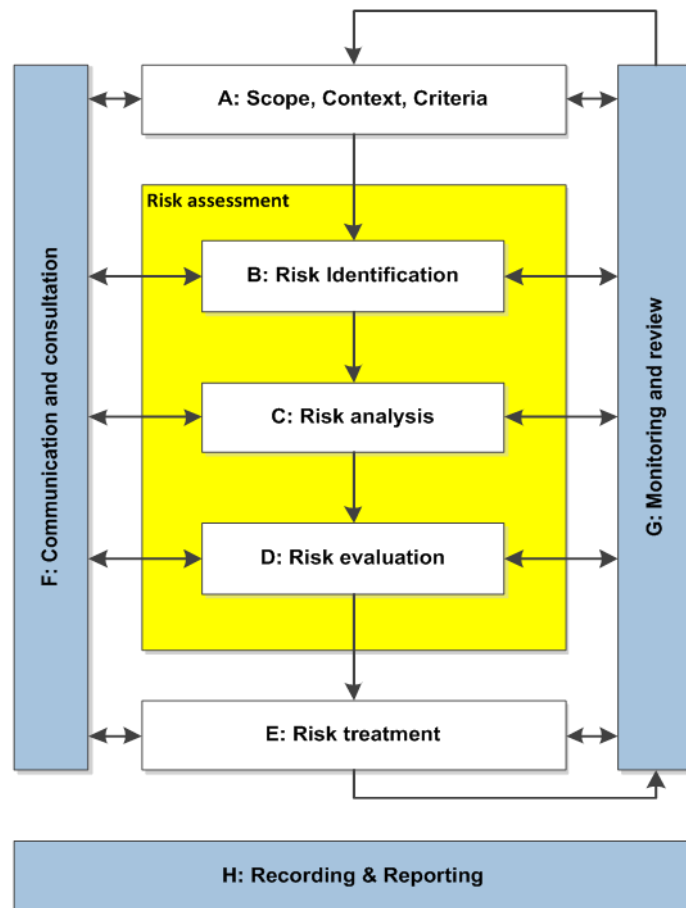 A: Scope, Context, Criteria
Risk assessment
B: Risk Identification
C: Risk analysis
D: Risk evaluation
E: Risk treatment
F: Communication and consultation
G: Monitoring and review
H: Recording & Reporting